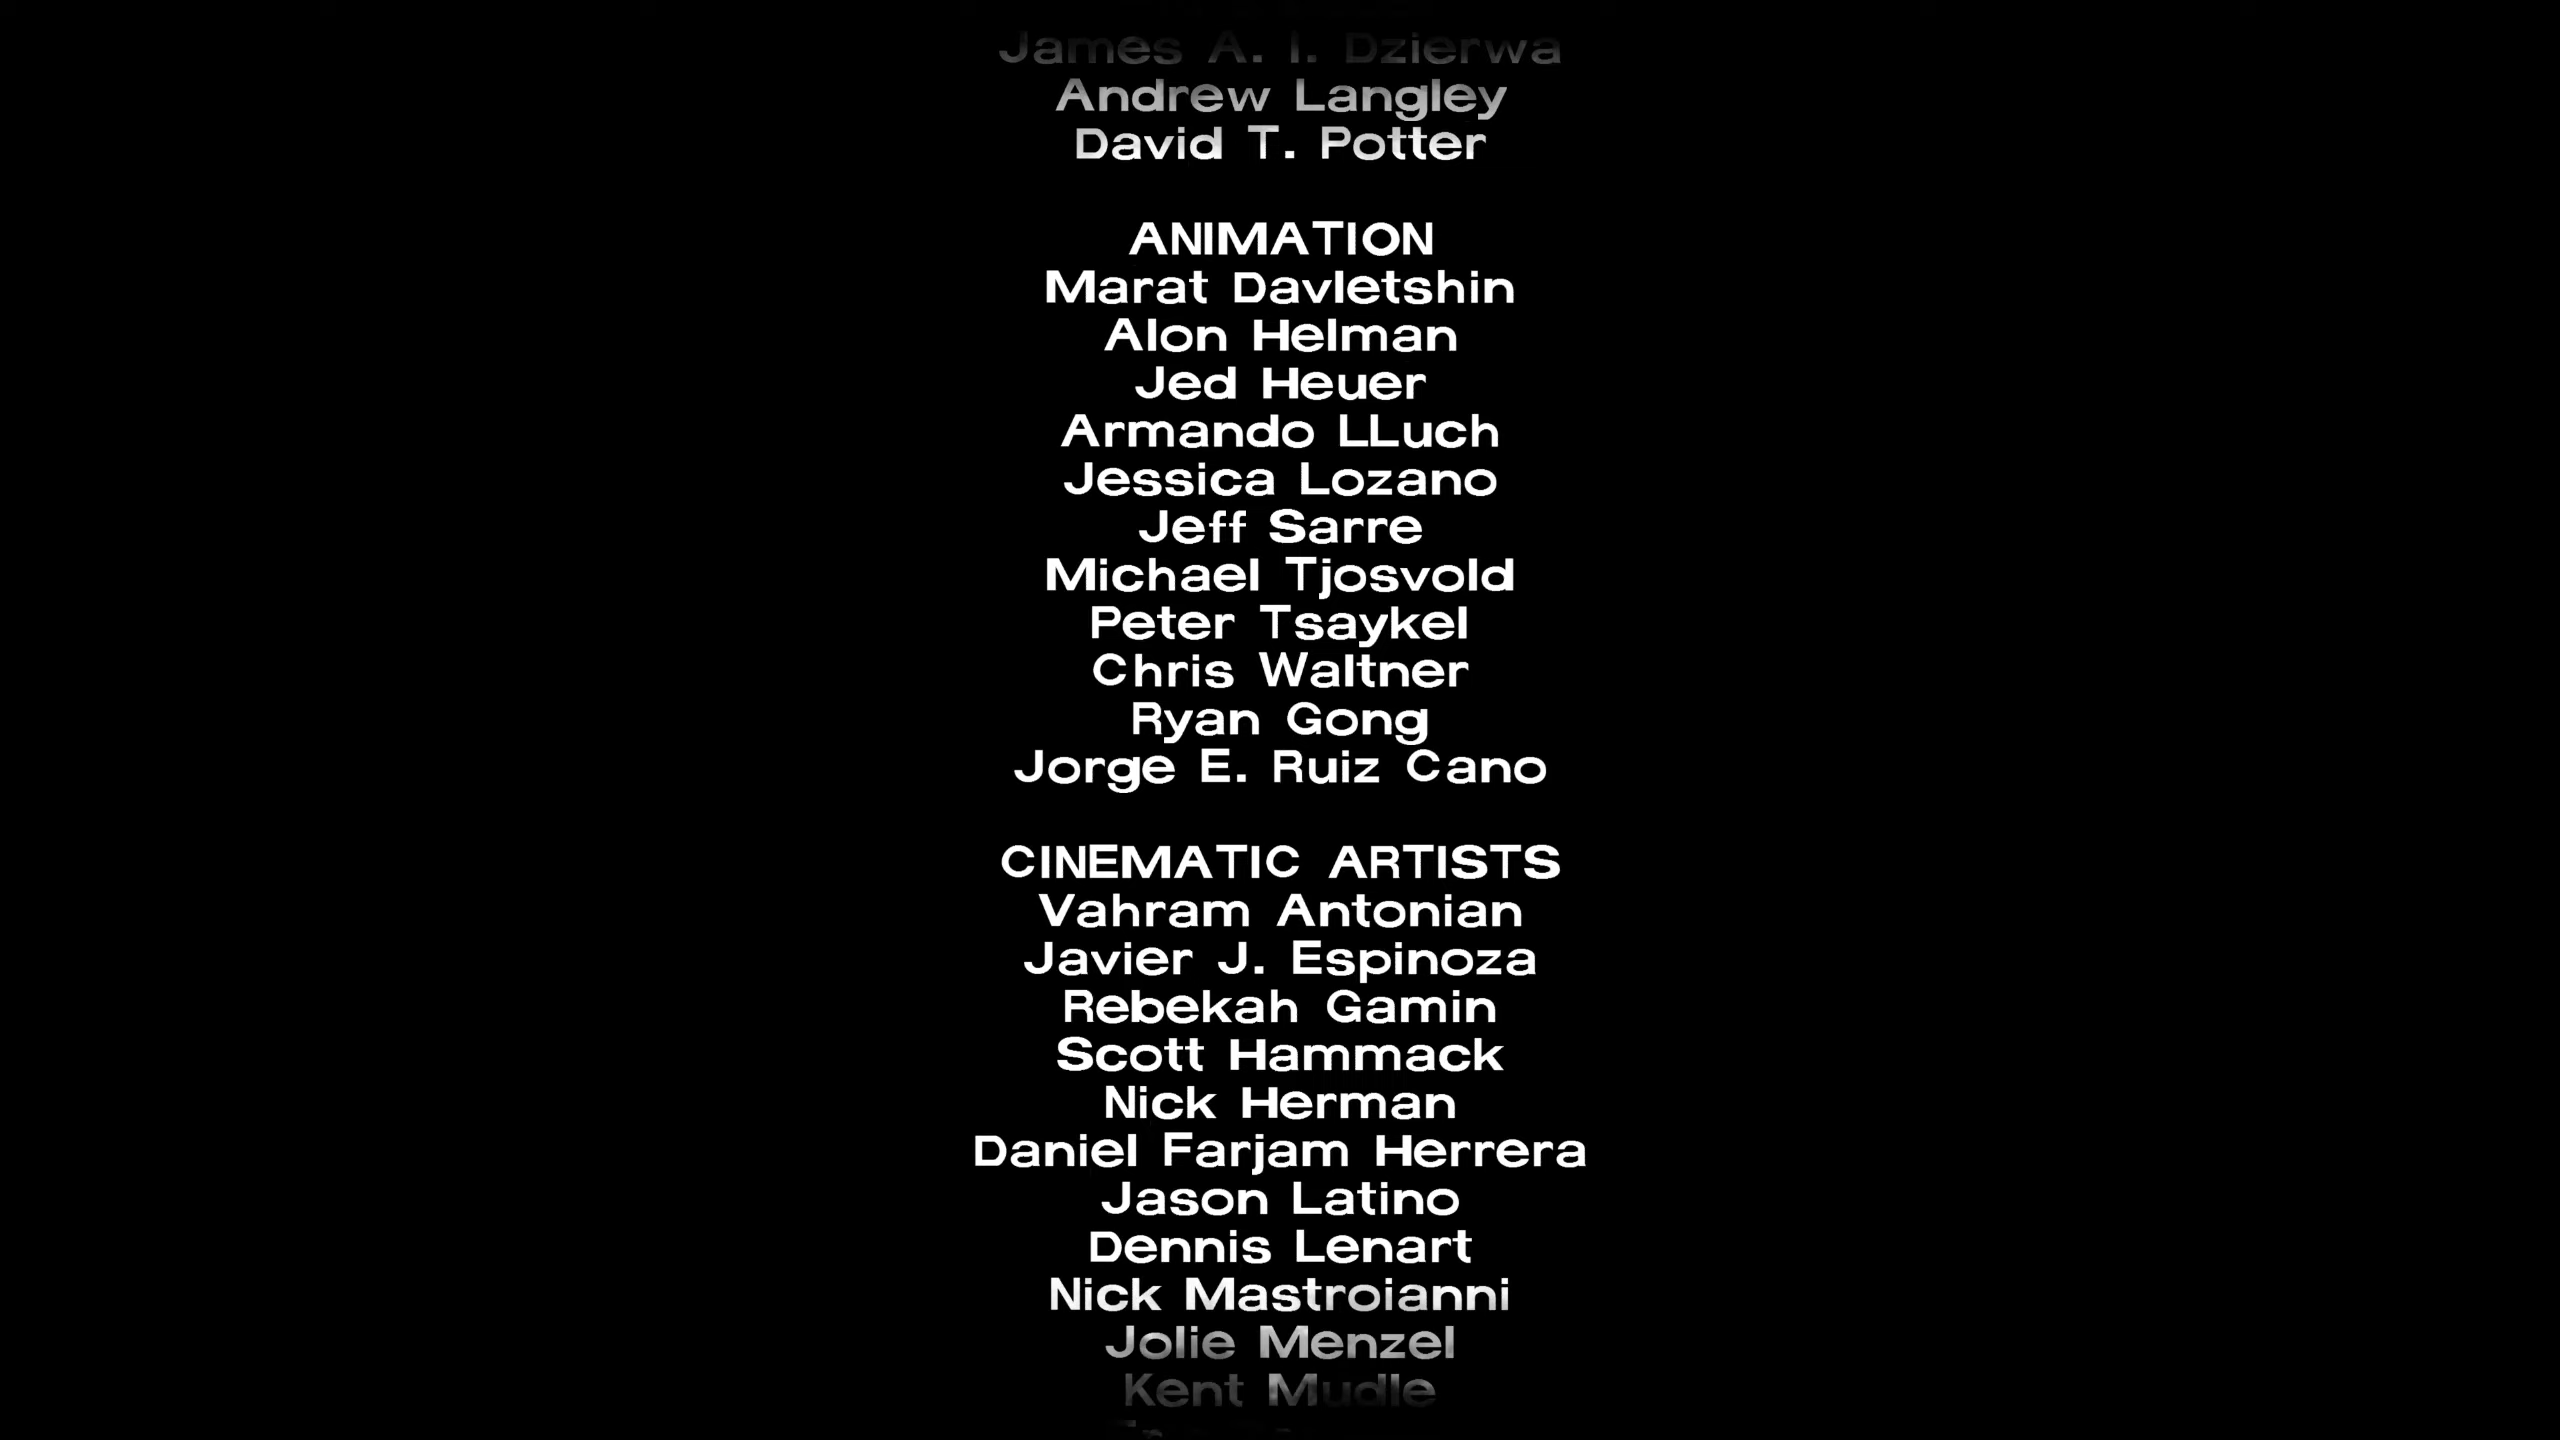 James A. I. Dzierwa
Andrew Langley
David T. Potter
ANIMATION
Marat Davletshin
Alon Helman
Jed Heuer
Armando LLuch
Jessica Lozano
Jeff Sarre
Michael Tjosvold
Peter Tsaykel
Chris Waltner
Ryan Gong
Jorge E. Ruiz Cano
CINEMATIC ARTISTS
Vahram Antonian
Javier J. Espinoza
Rebekah Gamin
Scott Hammack
Nick Herman
Daniel Farjam Herrera
Jason Latino
Dennis Lenart
Nick Mastroianni
Jolie Menzel
Kent Mudle